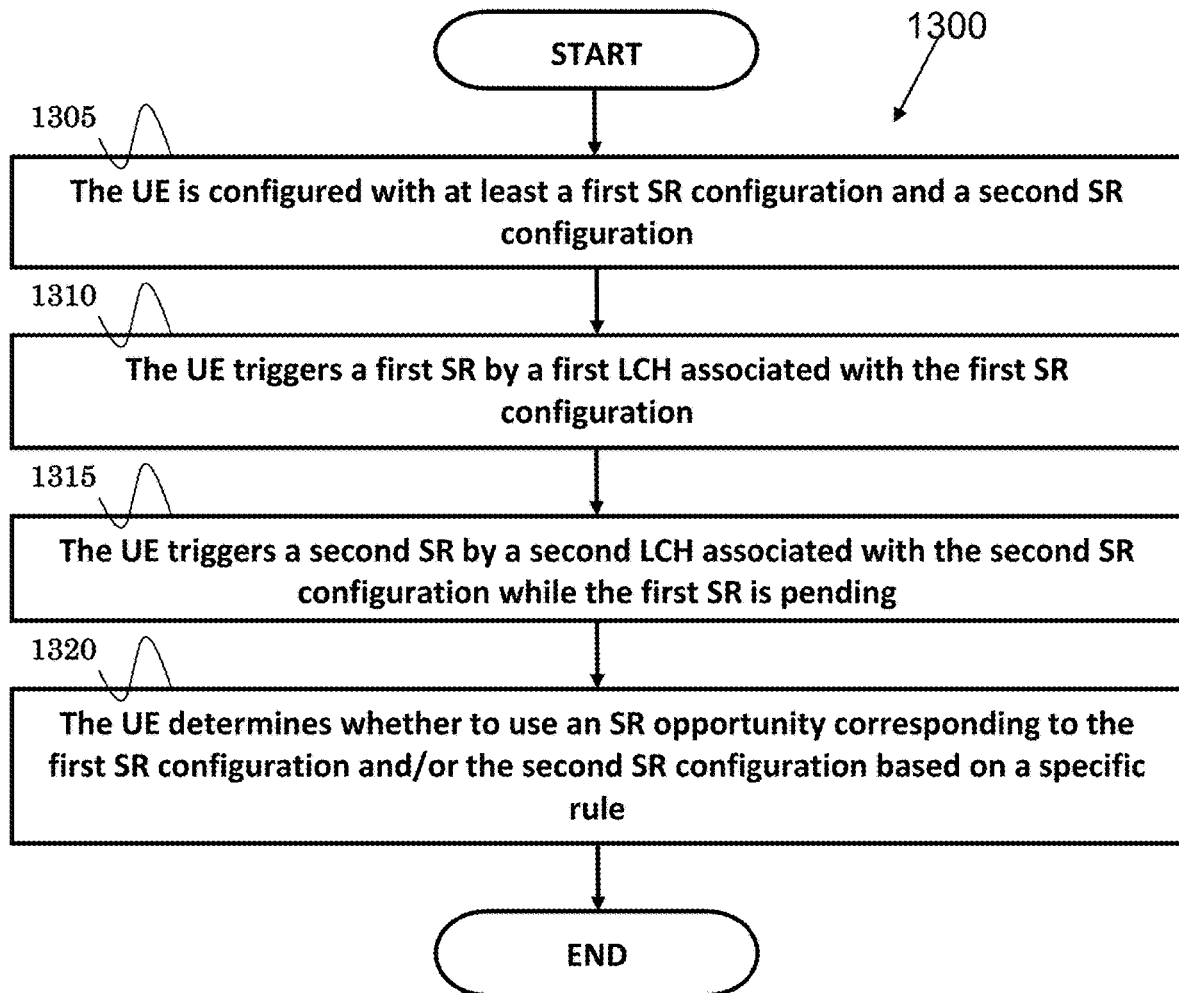 1300
START
1305
The UE is configured with at least a first SR configuration and a second SR
configuration
1310
The UE triggers a first SR by a first LCH associated with the first SR
configuration
1315
The UE triggers a second SR by a second LCH associated with the second SR
configuration while the first SR is pending
1320
The UE determines whether to use an SR opportunity corresponding to the
first SR configuration and/or the second SR configuration based on a specific
rule
END